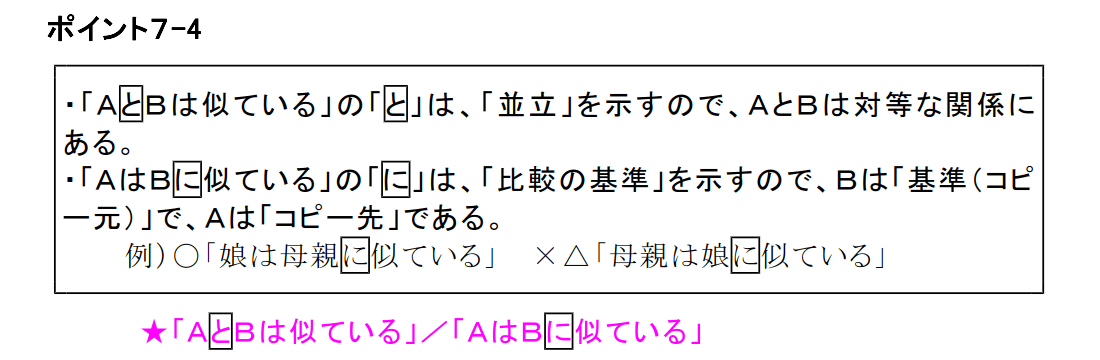 ポイント７-４
・「ＡとＢは似ている」の「と」は、「並立」を示すので、ＡとＢは対等な関係に
ある。
・「ＡはＢに似ている」の「に」は、「比較の基準」を示すので、Ｂは「基準（コピ
ー元）」で、Ａは「コピー先」である。
例）○「娘は母親に似ている」　×△「母親は娘に似ている」
★「ＡとＢは似ている」／「ＡはＢに似ている」